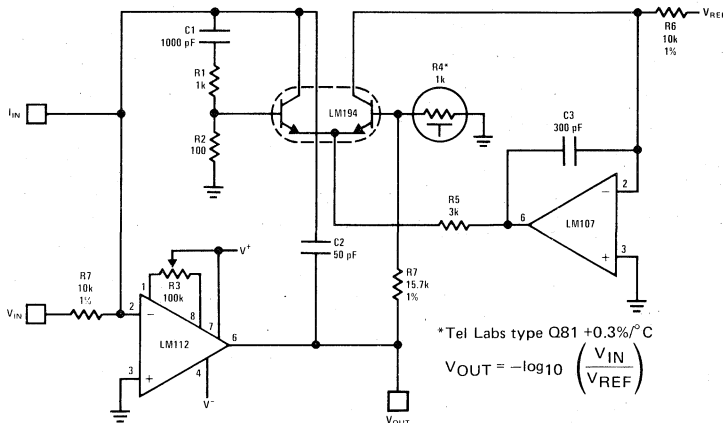 C1
1000 pF
R1
1k
R2
100
I_IN
LM194
R4*
1k
R6
10k
1%
C3
300 pF
R5
3k
6
2
3
LM107
−
+
C2
50 pF
R7
15.7k
1%
R7
10k
1%
V_IN
1
R3
100k
V⁺
8
7
2
3
4
6
LM112
−
+
V⁻
V_OUT
*Tel Labs type Q81 +0.3%/°C
V_OUT = −log10 (V_IN / V_REF)